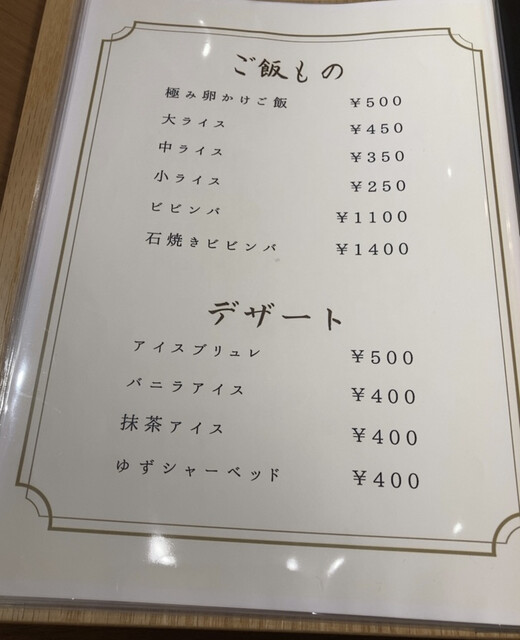 ご飯もの
極み卵かけご飯 ¥500
大ライス ¥450
中ライス ¥350
小ライス ¥250
ビビンバ ¥1100
石焼きビビンバ ¥1400
デザート
アイスブリュレ ¥500
バニラアイス ¥400
抹茶アイス ¥400
ゆずシャーベッド ¥400